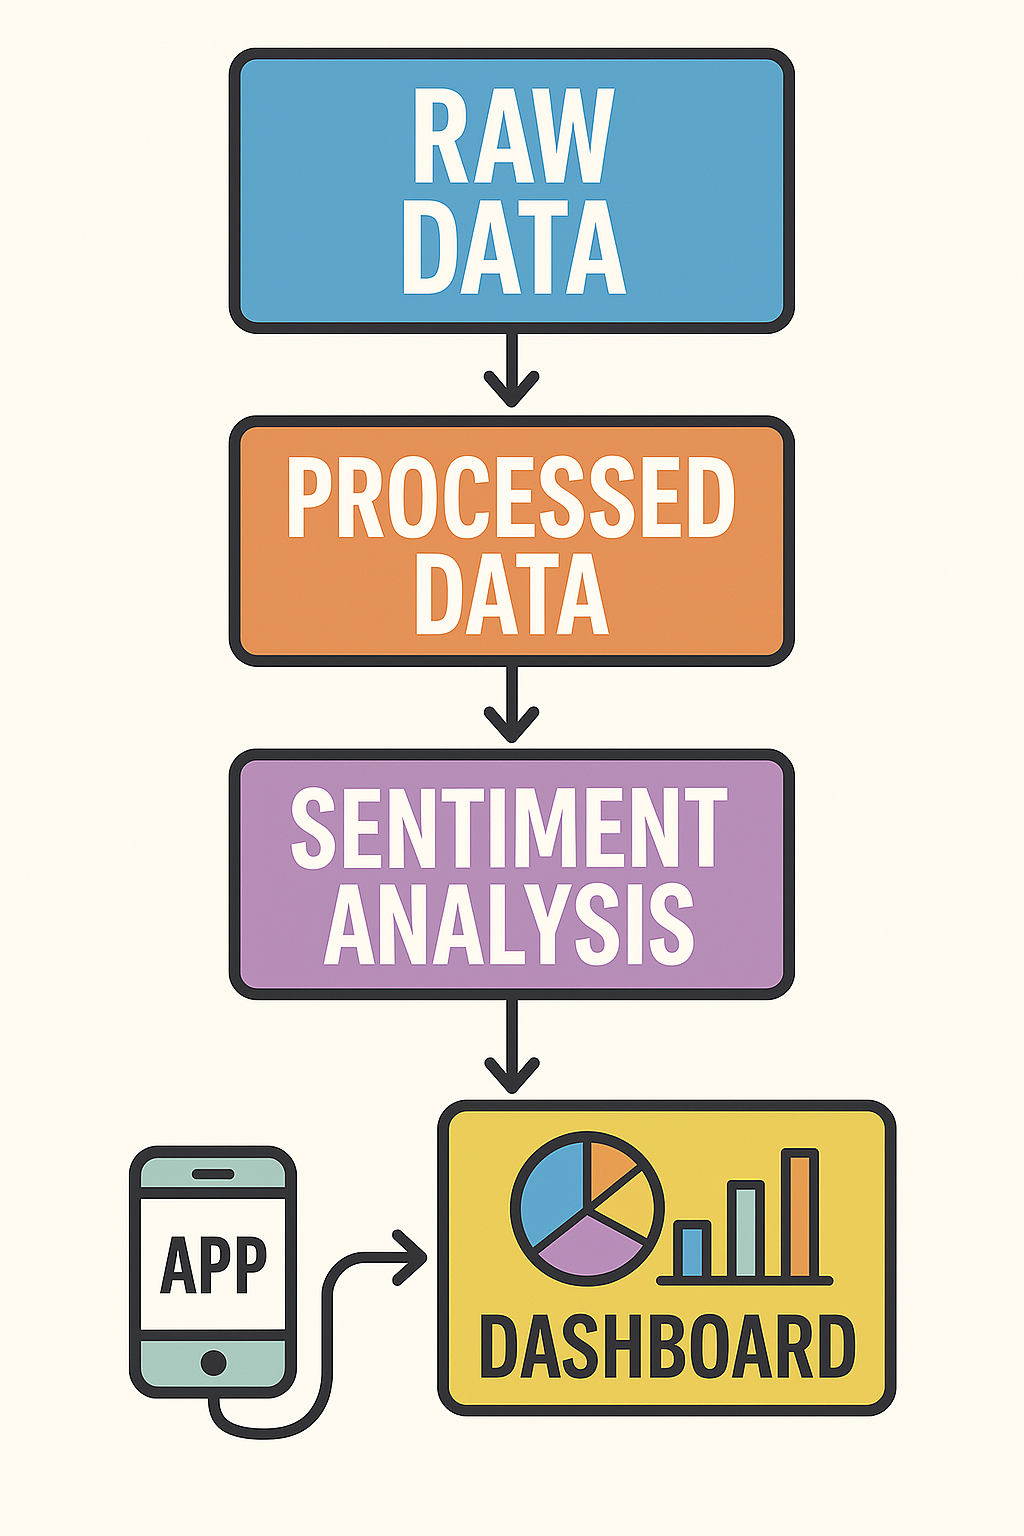 RAW
DATA
PROCESSED
DATA
SENTIMENT
ANALYSIS
APP
DASHBOARD